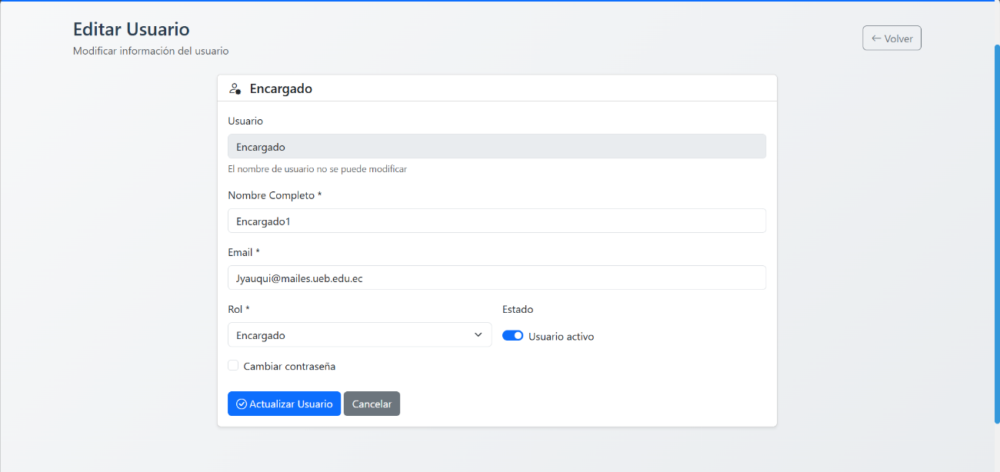 Editar Usuario
Modificar información del usuario
← Volver
Encargado
Usuario
Encargado
El nombre de usuario no se puede modificar
Nombre Completo *
Encargado1
Email *
Jyauqui@mailes.ueb.edu.ec
Rol * Estado
Encargado Usuario activo
Cambiar contraseña
Actualizar Usuario Cancelar